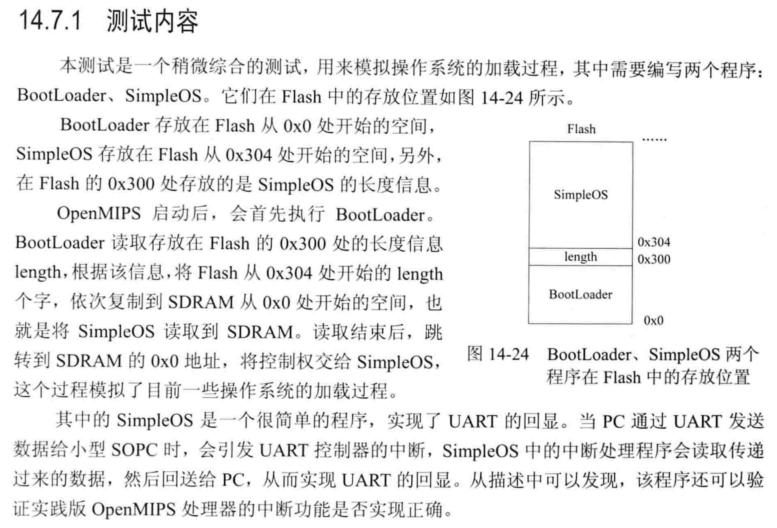 14.7.1 测试内容
本测试是一个稍微综合的测试，用来模拟操作系统的加载过程，其中需要编写两个程序：
BootLoader、SimpleOS。它们在 Flash 中的存放位置如图 14-24 所示。
BootLoader 存放在 Flash 从 0x0 处开始的空间，
SimpleOS 存放在 Flash 从 0x304 处开始的空间，另外，
在 Flash 的 0x300 处存放的是 SimpleOS 的长度信息。
OpenMIPS 启动后，会首先执行 BootLoader。
BootLoader 读取存放在 Flash 的 0x300 处的长度信息
length，根据该信息，将 Flash 从 0x304 处开始的 length
个字，依次复制到 SDRAM 从 0x0 处开始的空间，也
就是将 SimpleOS 读取到 SDRAM。读取结束后，跳
转到 SDRAM 的 0x0 地址，将控制权交给 SimpleOS，
这个过程模拟了目前一些操作系统的加载过程。
Flash
……
SimpleOS
0x304
length
0x300
BootLoader
0x0
图 14-24 BootLoader、SimpleOS 两个
程序在 Flash 中的存放位置
其中的 SimpleOS 是一个很简单的程序，实现了 UART 的回显。当 PC 通过 UART 发送
数据给小型 SOPC 时，会引发 UART 控制器的中断，SimpleOS 中的中断处理程序会读取传递
过来的数据，然后回送给 PC，从而实现 UART 的回显。从描述中可以发现，该程序还可以验
证实践版 OpenMIPS 处理器的中断功能是否实现正确。